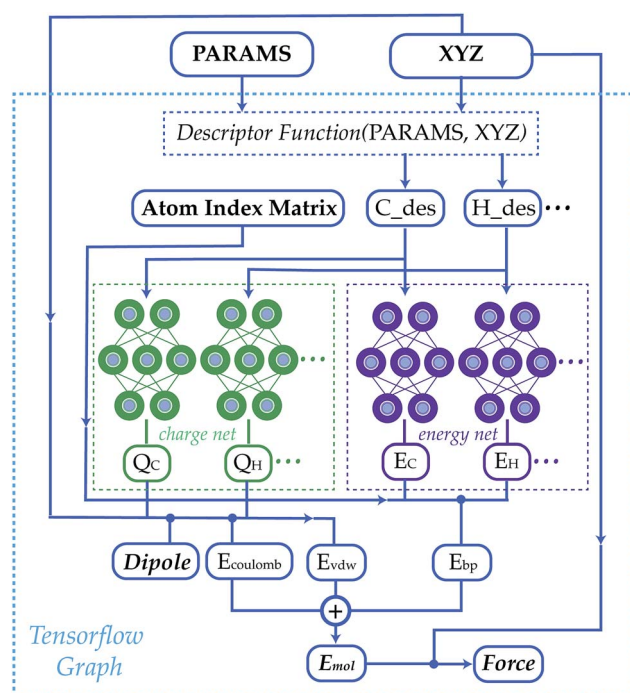 PARAMS
XYZ
Descriptor Function(PARAMS, XYZ)
Atom Index Matrix
C_des
H_des
...
...
...
charge net
energy net
QC
QH
...
EC
EH
...
Dipole
Ecoulomb
Evdw
Ebp
+
Tensorflow
Graph
Emol
Force